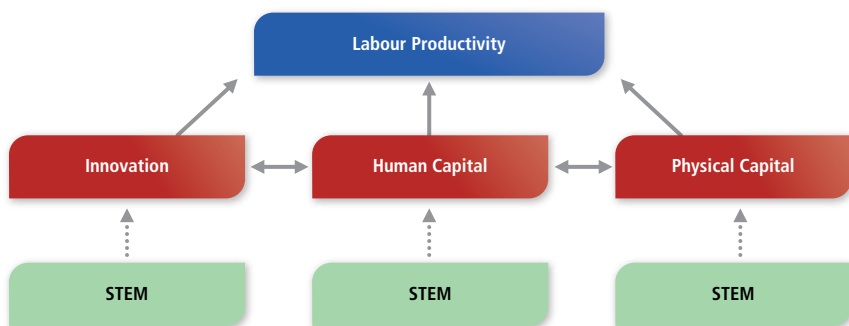 Labour Productivity
Innovation
Human Capital
Physical Capital
STEM
STEM
STEM